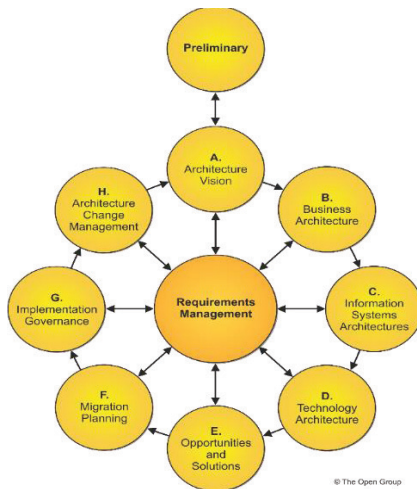 Preliminary
A.
Architecture
Vision
B.
Business
Architecture
C.
Information
Systems
Architectures
D.
Technology
Architecture
E.
Opportunities
and
Solutions
F.
Migration
Planning
G.
Implementation
Governance
H.
Architecture
Change
Management
Requirements
Management
© The Open Group